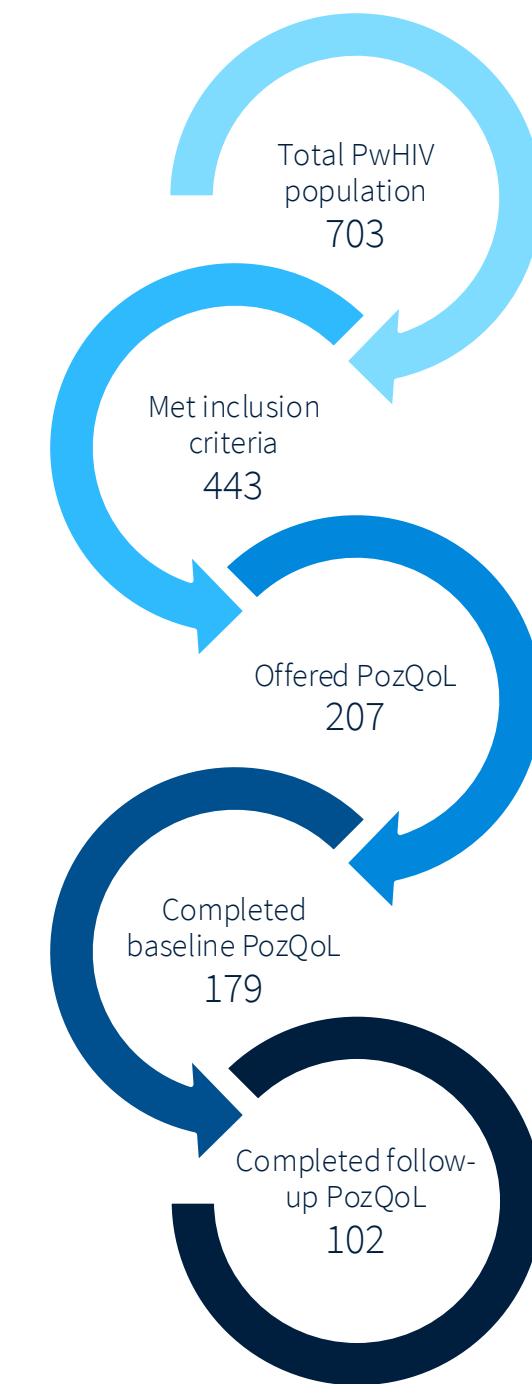 Total PwHIV
population
703
Met inclusion
criteria
443
Offered PozQoL
207
Completed
baseline PozQoL
179
Completed follow-
up PozQoL
102